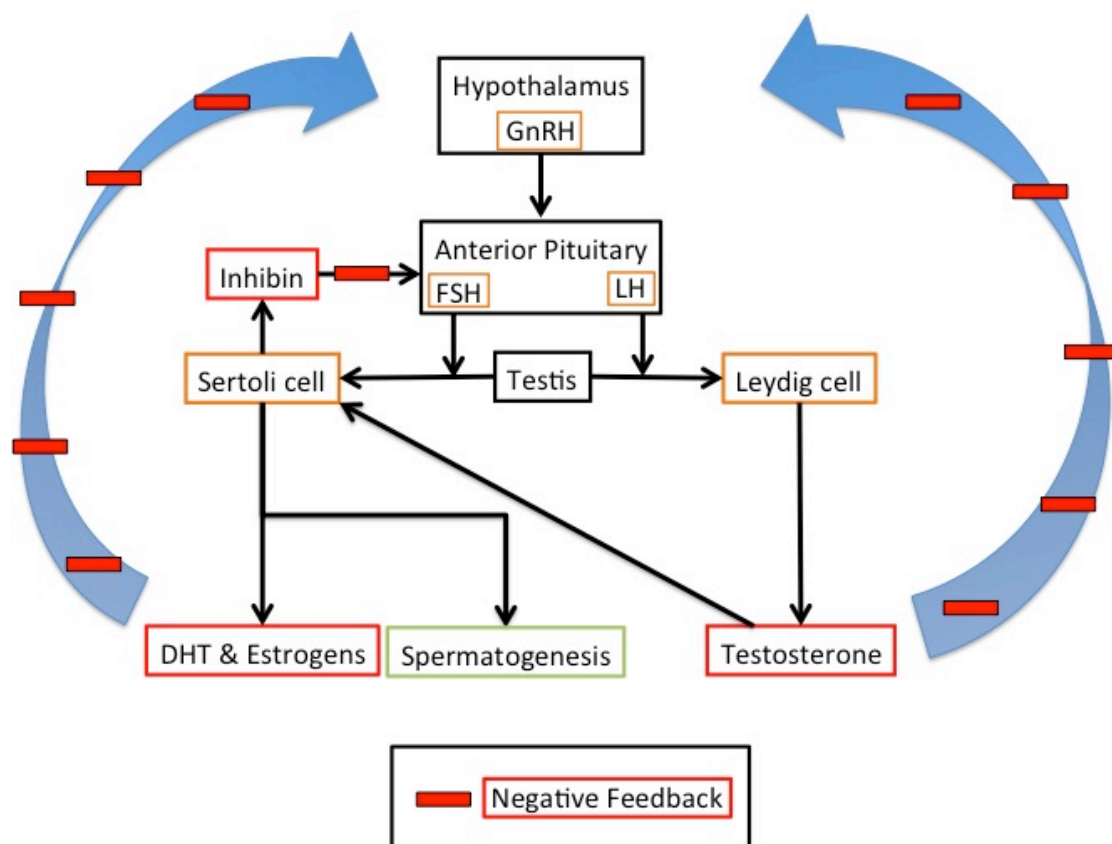 Hypothalamus
GnRH
Anterior Pituitary
FSH
LH
Inhibin
Sertoli cell
Testis
Leydig cell
DHT & Estrogens
Spermatogenesis
Testosterone
Negative Feedback